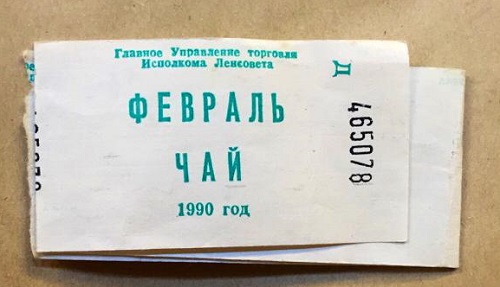 Главное Управление торговли
Исполкома Ленсовета
Д
ФЕВРАЛЬ
465078
ЧАЙ
1990 год